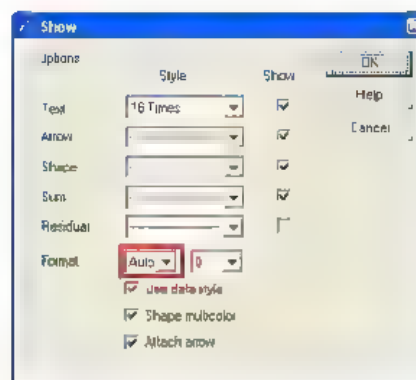 Show
Options
Style Show OK
Text 16 Times Help
Arrow Cancel
Shape
Sum
Residual
Format Auto 0
Use data style
Shape multicolor
Attach arrow